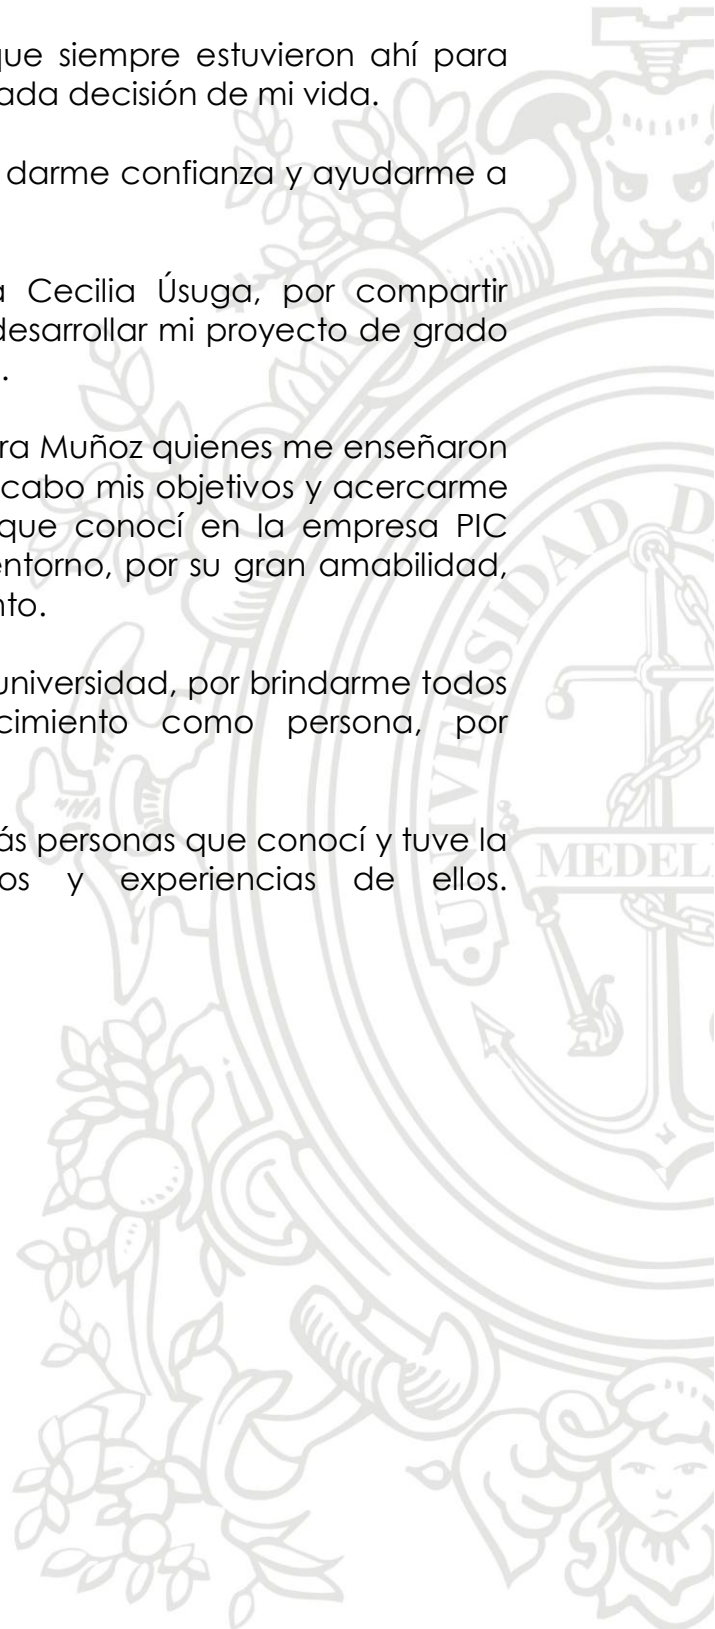 que siempre estuvieron ahí para
ada decisión de mi vida.
darme confianza y ayudarme a
a Cecilia Úsuga, por compartir
desarrollar mi proyecto de grado
.
ra Muñoz quienes me enseñaron
cabo mis objetivos y acercarme
que conocí en la empresa PIC
entorno, por su gran amabilidad,
nto.
universidad, por brindarme todos
cimiento como persona, por
ás personas que conocí y tuve la
os y experiencias de ellos.
UNIVERSIDAD D
MEDELL